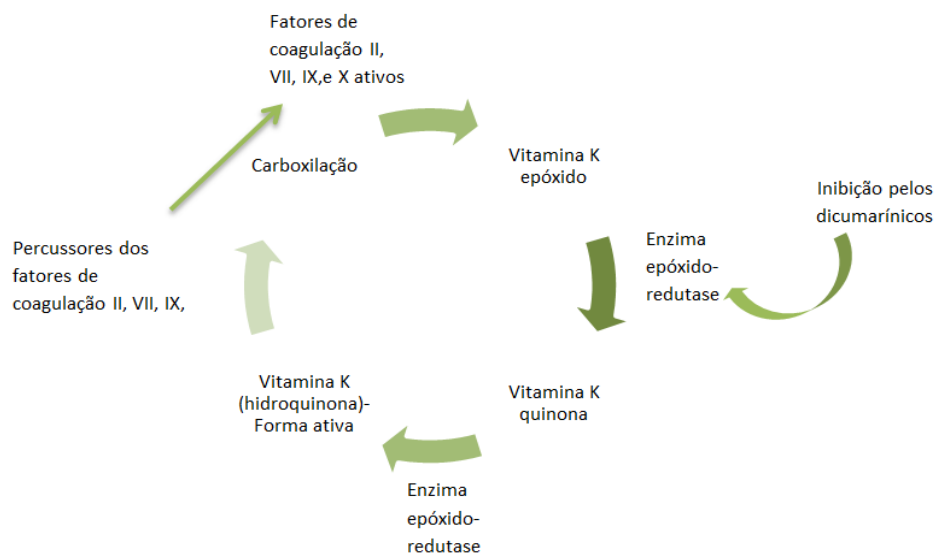 Fatores de
coagulação II,
VII, IX,e X ativos
Carboxilação
Vitamina K
epóxido
Inibição pelos
dicumarínicos
Enzima
epóxido-
redutase
Percussores dos
fatores de
coagulação II, VII, IX,
Vitamina K
(hidroquinona)-
Forma ativa
Vitamina K
quinona
Enzima
epóxido-
redutase